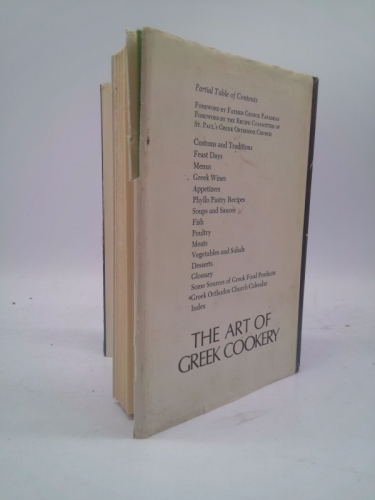 Partial Table of Contents
FOREWORD BY FATHER GEORGE PAPADEAS
FOREWORD BY THE RECIPE COMMITTEE OF
ST. PAUL'S GREEK ORTHODOX CHURCH
Customs and Traditions
Feast Days
Menus
Greek Wines
Appetizers
Phyllo Pastry Recipes
Soups and Sauces
Fish
Poultry
Meats
Vegetables and Salads
Desserts
Glossary
Some Sources of Greek Food Products
Greek Orthodox Church Calendar
Index
THE ART OF
GREEK COOKERY